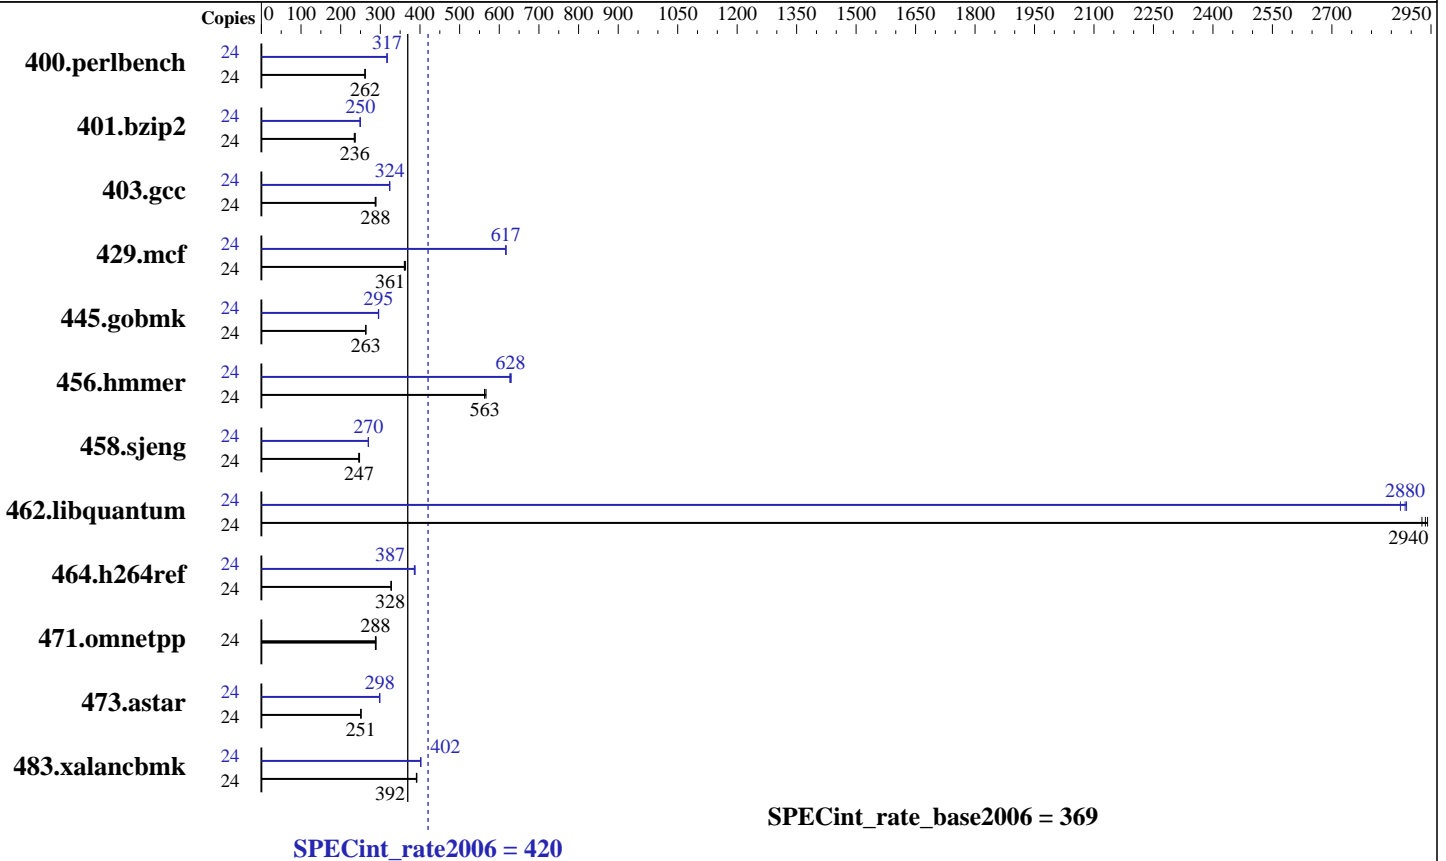 Copies 0 100 200 300 400 500 600 700 800 900 1050 1200 1350 1500 1650 1800 1950 2100 2250 2400 2550 2700 2950
400.perlbench 24 317
24 262
401.bzip2 24 250
24 236
403.gcc 24 324
24 288
429.mcf 24 617
24 361
445.gobmk 24 295
24 263
456.hmmer 24 628
24 563
458.sjeng 24 270
24 247
462.libquantum 24 2880
24 2940
464.h264ref 24 387
24 328
471.omnetpp 24 288
473.astar 24 298
24 251
483.xalancbmk 24 402
24 392
SPECint_rate_base2006 = 369
SPECint_rate2006 = 420